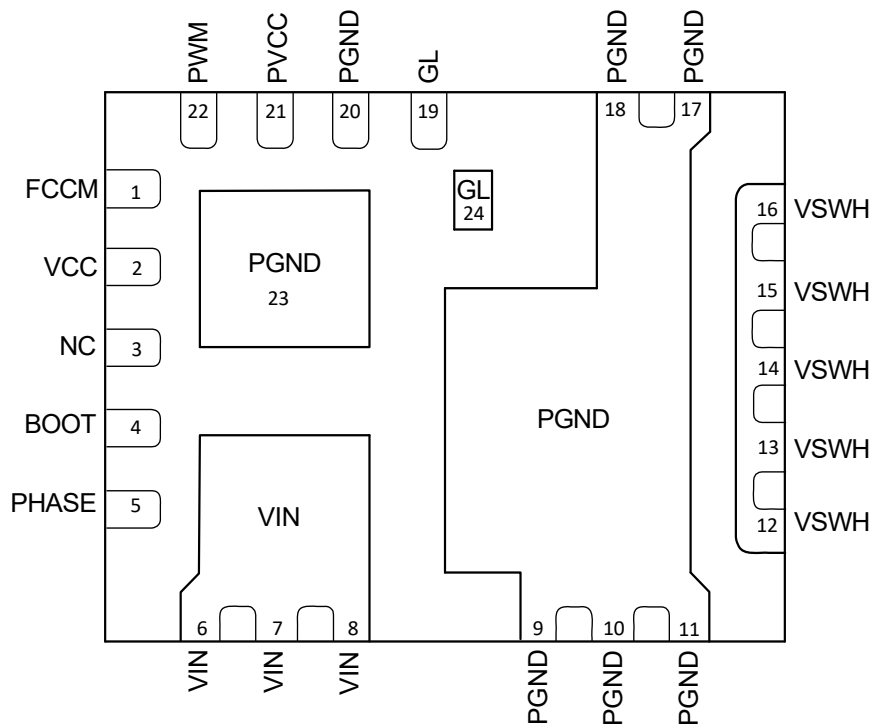 PWM
PVCC
PGND
GL
PGND
PGND
22
21
20
19
18
17
FCCM
1
GL
24
16
VSWH
VCC
2
PGND
23
15
VSWH
NC
3
14
VSWH
BOOT
4
PGND
13
VSWH
PHASE
5
VIN
12
VSWH
6
7
8
9
10
11
VIN
VIN
VIN
PGND
PGND
PGND